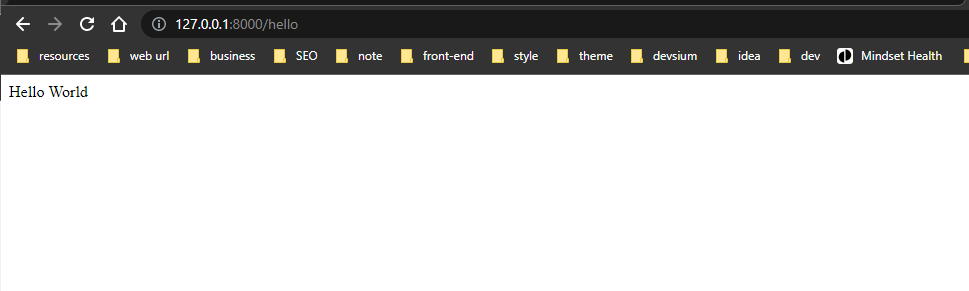 127.0.0.1:8000/hello
resources web url business SEO note front-end style theme devsium idea dev Mindset Health
Hello World